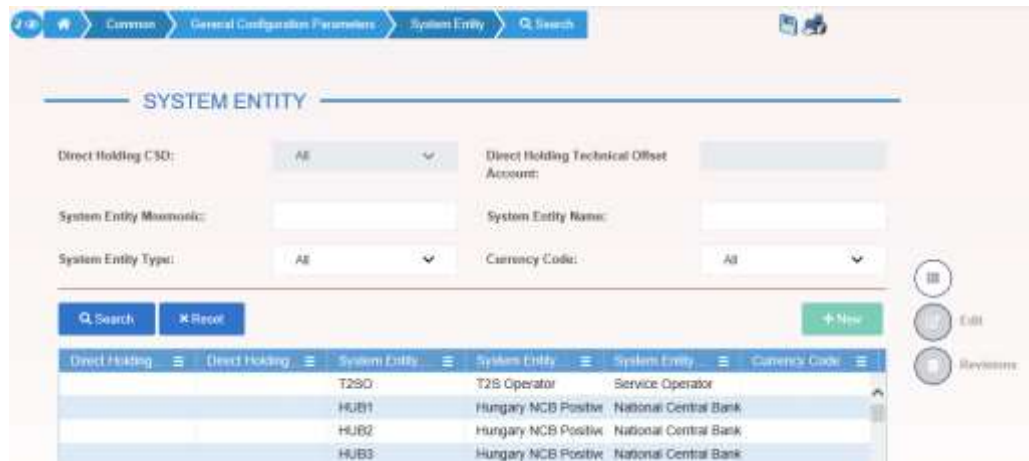 Common General Configuration Parameters System Entity Search
SYSTEM ENTITY
Direct Holding CSD: All Direct Holding Technical Offset Account:
System Entity Mnemonic: System Entity Name:
System Entity Type: All Currency Code: All
Search Reset New
Edit
Revisions
Direct Holding Direct Holding System Entity System Entity System Entity Currency Code
T2SO T2S Operator Service Operator
HUB1 Hungary NCB Positive National Central Bank
HUB2 Hungary NCB Positive National Central Bank
HUB3 Hungary NCB Positive National Central Bank